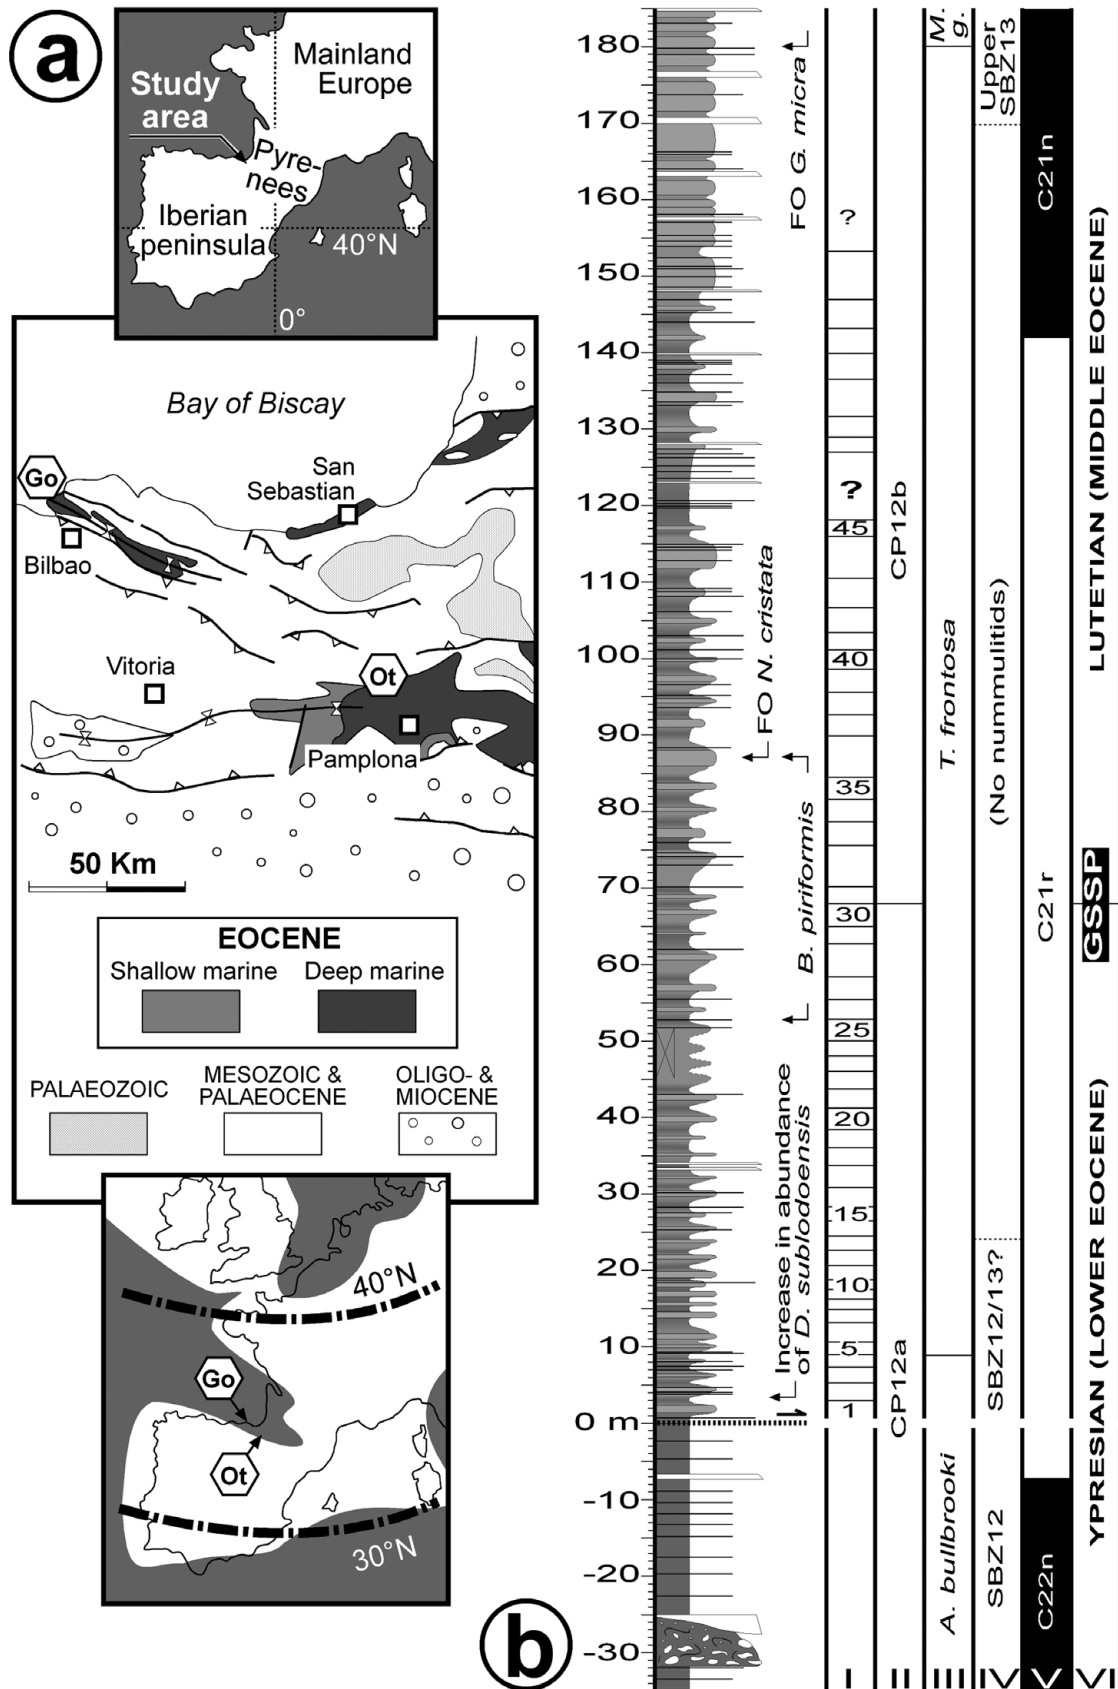 a
Mainland
Europe
Study
area
Pyre-
nees
Iberian
peninsula
40°N
0°
Bay of Biscay
Go
San
Sebastian
Bilbao
Vitoria
Ot
Pamplona
50 Km
EOCENE
Shallow marine
Deep marine
PALAEOZOIC
MESOZOIC &
PALAEOCENE
OLIGO- &
MIOCENE
40°N
Go
Ot
30°N
b
180
170
160
150
140
130
120
110
100
90
80
70
60
50
40
30
20
10
0 m
-10
-20
-30
FO G. micra
FO N. cristata
B. piriformis
Increase in abundance
of D. sublodoensis
?
?
45
40
35
30
25
20
15
10
5
1
I
CP12b
CP12a
II
M.
g.
T. frontosa
A. bullbrooki
III
Upper
SBZ13
(No nummulitids)
SBZ12/13?
SBZ12
IV
C21n
C21r
C22n
V
LUTETIAN (MIDDLE EOCENE)
GSSP
YPRESIAN (LOWER EOCENE)
VI